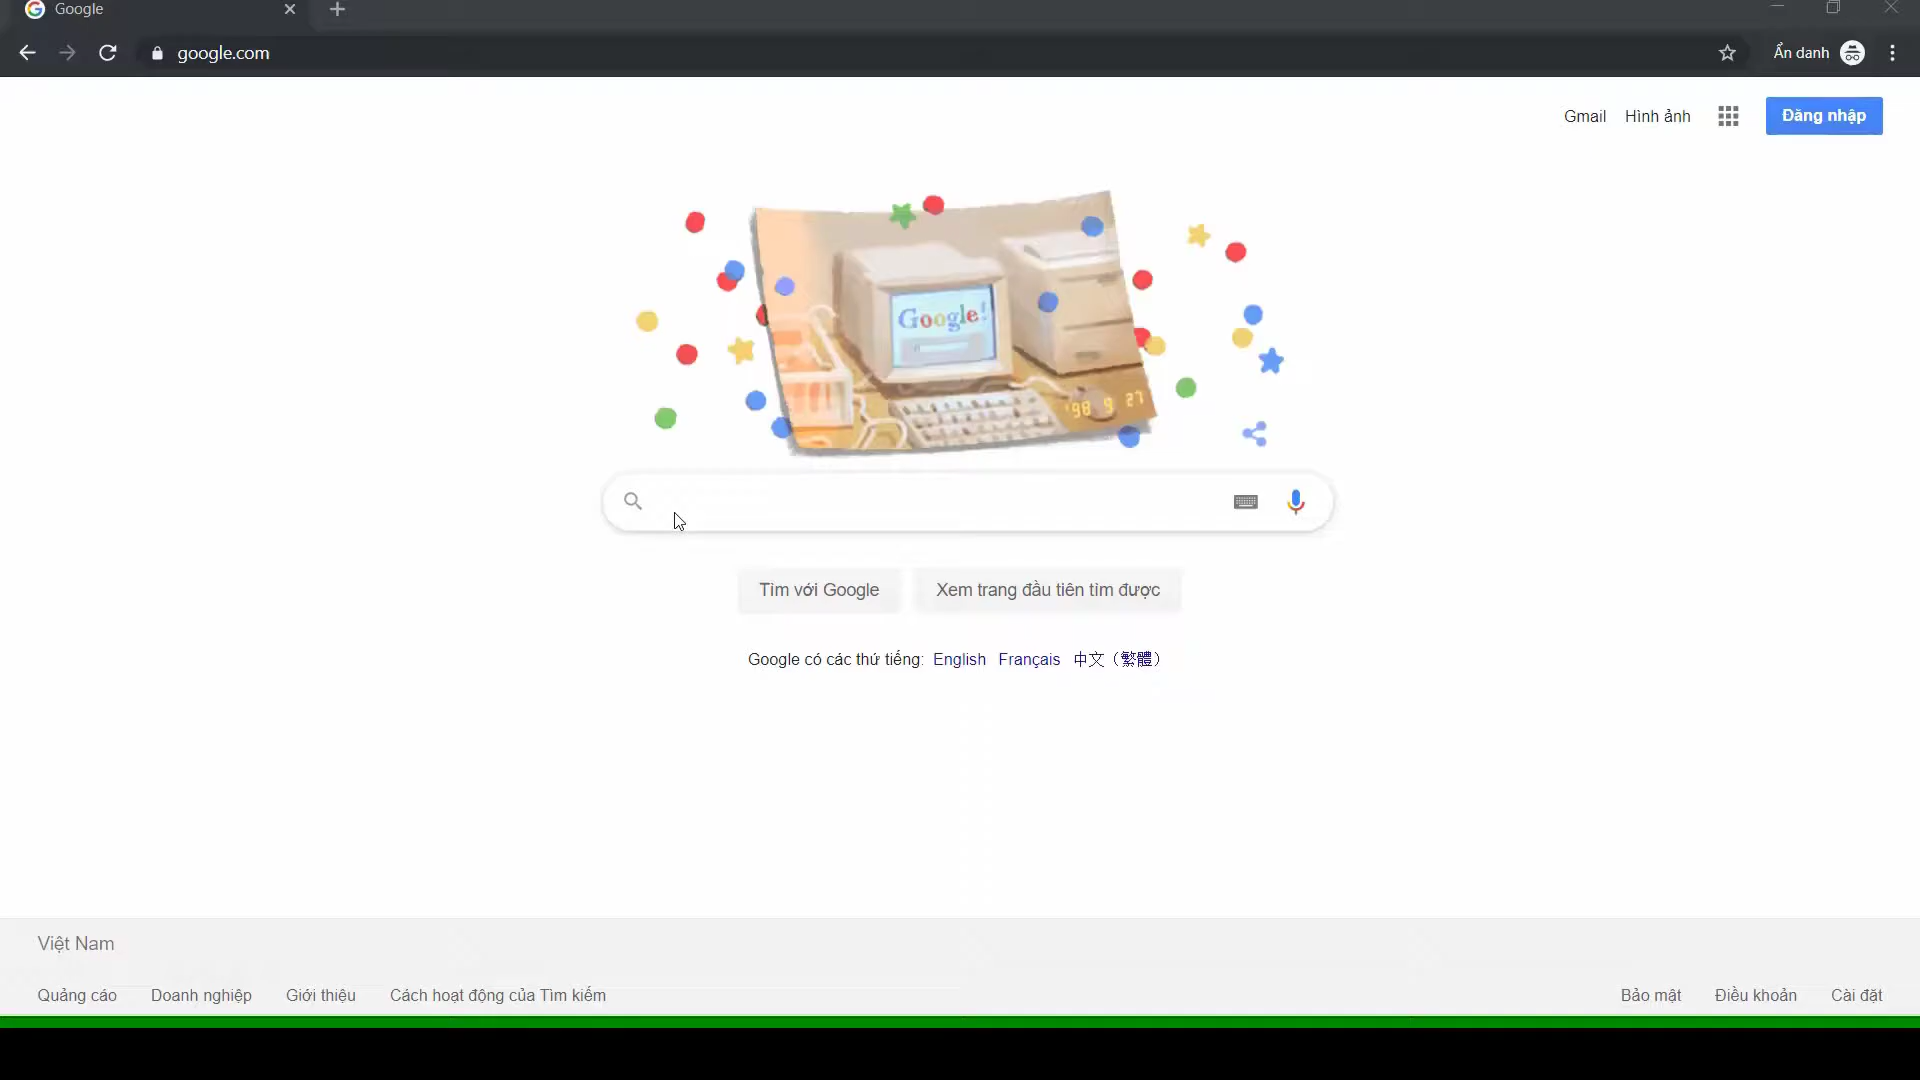 Google
google.com
Ẩn danh
Gmail Hình ảnh
Đăng nhập
Google!
'98 9 27
Tìm với Google
Xem trang đầu tiên tìm được
Google có các thứ tiếng: English Français 中文（繁體）
Việt Nam
Quảng cáo Doanh nghiệp Giới thiệu Cách hoạt động của Tìm kiếm
Bảo mật Điều khoản Cài đặt